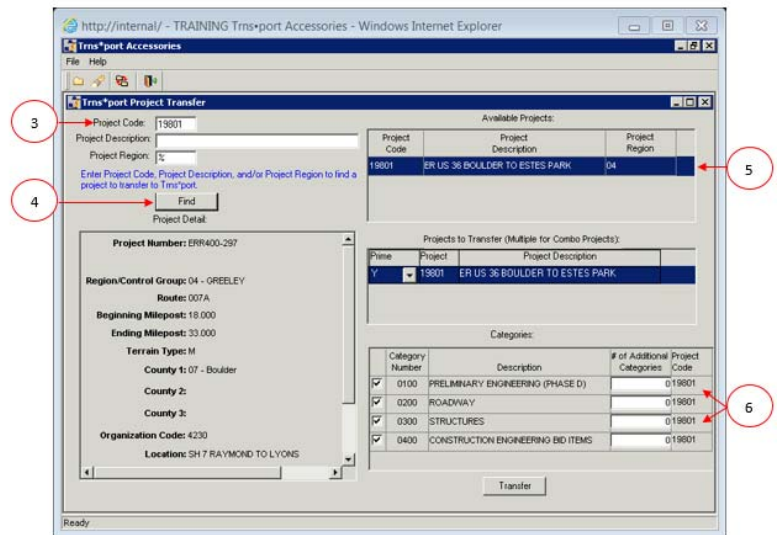 http://internal/ - TRAINING Trns•port Accessories - Windows Internet Explorer
Trns*port Accessories
File Help
Trns*port Project Transfer
3
Project Code: 19801
Project Description:
Project Region: %
Enter Project Code, Project Description, and/or Project Region to find a
project to transfer to Trns*port.
4
Find
Project Detail:
Project Number: ERR400-297
Region/Control Group: 04 - GREELEY
Route: 007A
Beginning Milepost: 18.000
Ending Milepost: 33.000
Terrain Type: M
County 1: 07 - Boulder
County 2:
County 3:
Organization Code: 4230
Location: SH 7 RAYMOND TO LYONS
Available Projects:
Project Code Project Description Project Region
19801 ER US 36 BOULDER TO ESTES PARK 04
5
Projects to Transfer (Multiple for Combo Projects):
Prime Project Project Description
Y 19801 ER US 36 BOULDER TO ESTES PARK
Categories:
Category Number Description # of Additional Categories Project Code
0100 PRELIMINARY ENGINEERING (PHASE D) 0 19801
0200 ROADWAY 0 19801
0300 STRUCTURES 0 19801
0400 CONSTRUCTION ENGINEERING BID ITEMS 0 19801
6
Transfer
Ready